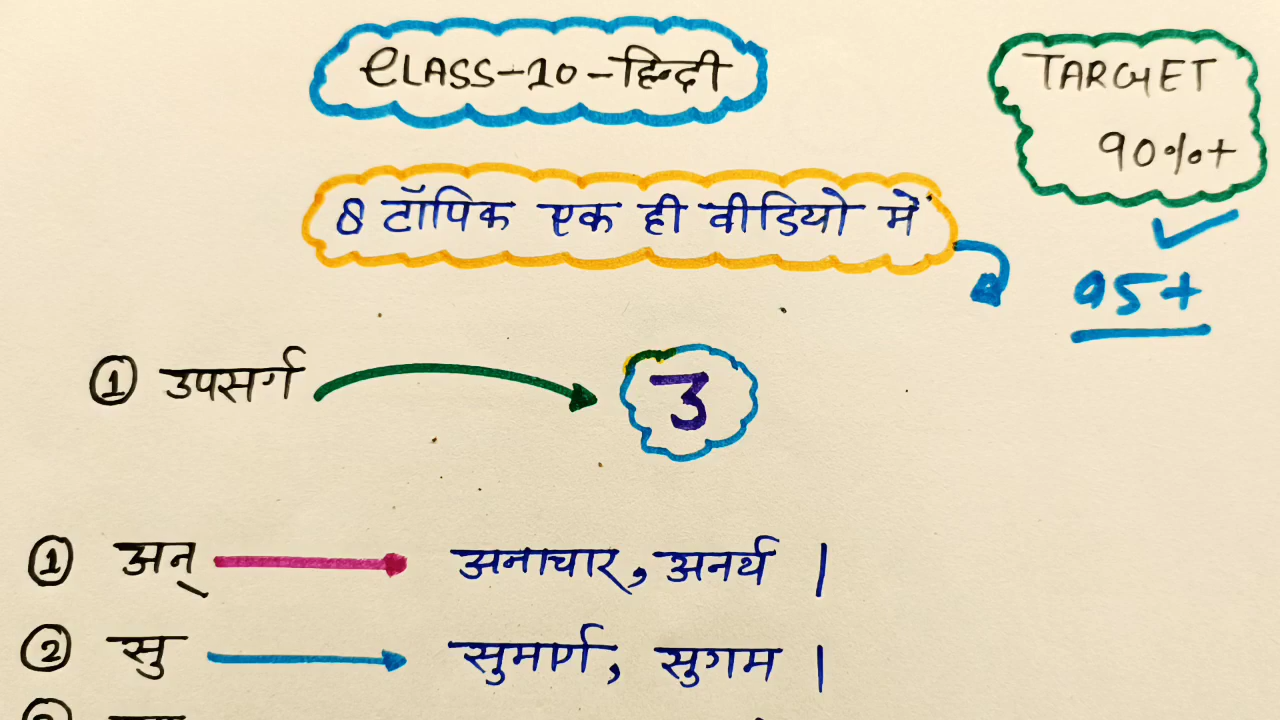 CLASS-10-हिन्दी
TARGET
90%+
8 टॉपिक एक ही वीडियो में
95+
① उपसर्ग → 3
① अन् → अनाचार, अनर्थ |
② सु → सुमार्ग, सुगम |